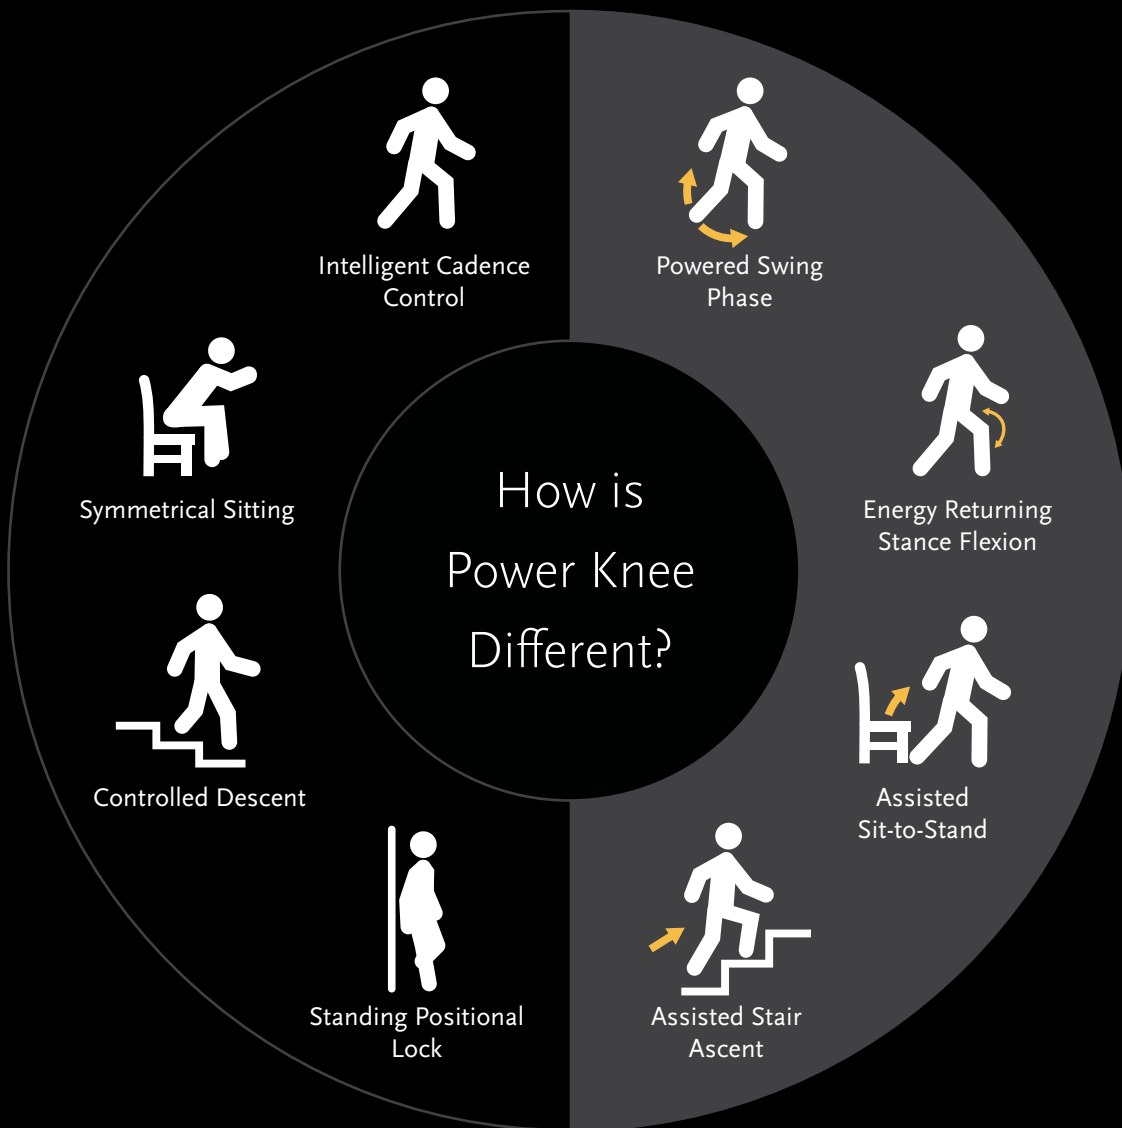 How is
Power Knee
Different?
Intelligent Cadence
Control
Powered Swing
Phase
Symmetrical Sitting
Energy Returning
Stance Flexion
Controlled Descent
Assisted
Sit-to-Stand
Standing Positional
Lock
Assisted Stair
Ascent